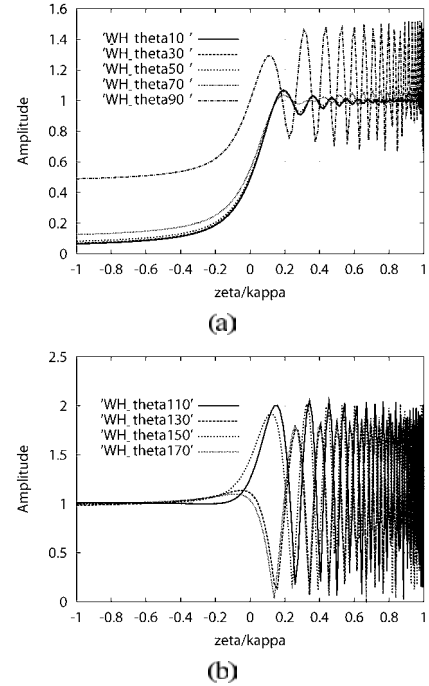 1.6
1.4
1.2
1
0.8
0.6
0.4
0.2
0
Amplitude
'WH_theta10 '
'WH_theta30 '
'WH_theta50 '
'WH_theta70 '
'WH_theta90 '
-1 -0.8 -0.6 -0.4 -0.2 0 0.2 0.4 0.6 0.8 1
zeta/kappa
(a)
2.5
2
1.5
1
0.5
0
Amplitude
'WH_theta110'
'WH_theta130'
'WH_theta150'
'WH_theta170'
-1 -0.8 -0.6 -0.4 -0.2 0 0.2 0.4 0.6 0.8 1
zeta/kappa
(b)